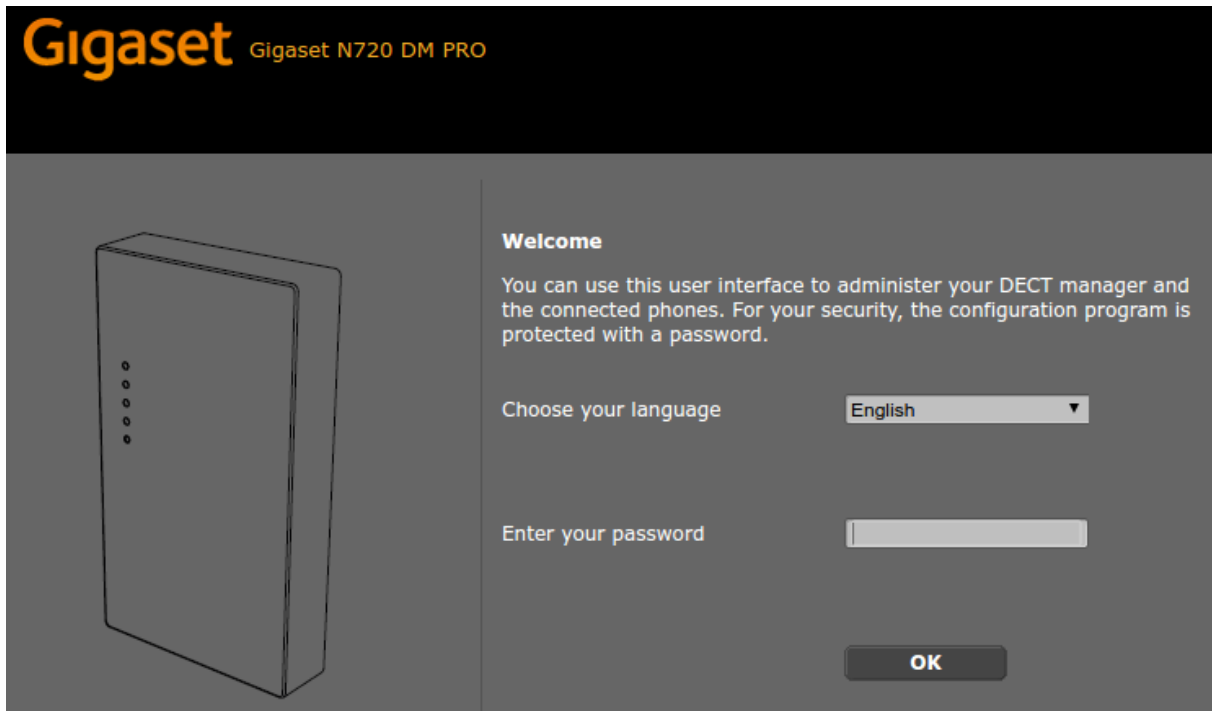 Gigaset Gigaset N720 DM PRO
Welcome
You can use this user interface to administer your DECT manager and
the connected phones. For your security, the configuration program is
protected with a password.
Choose your language English
Enter your password
OK